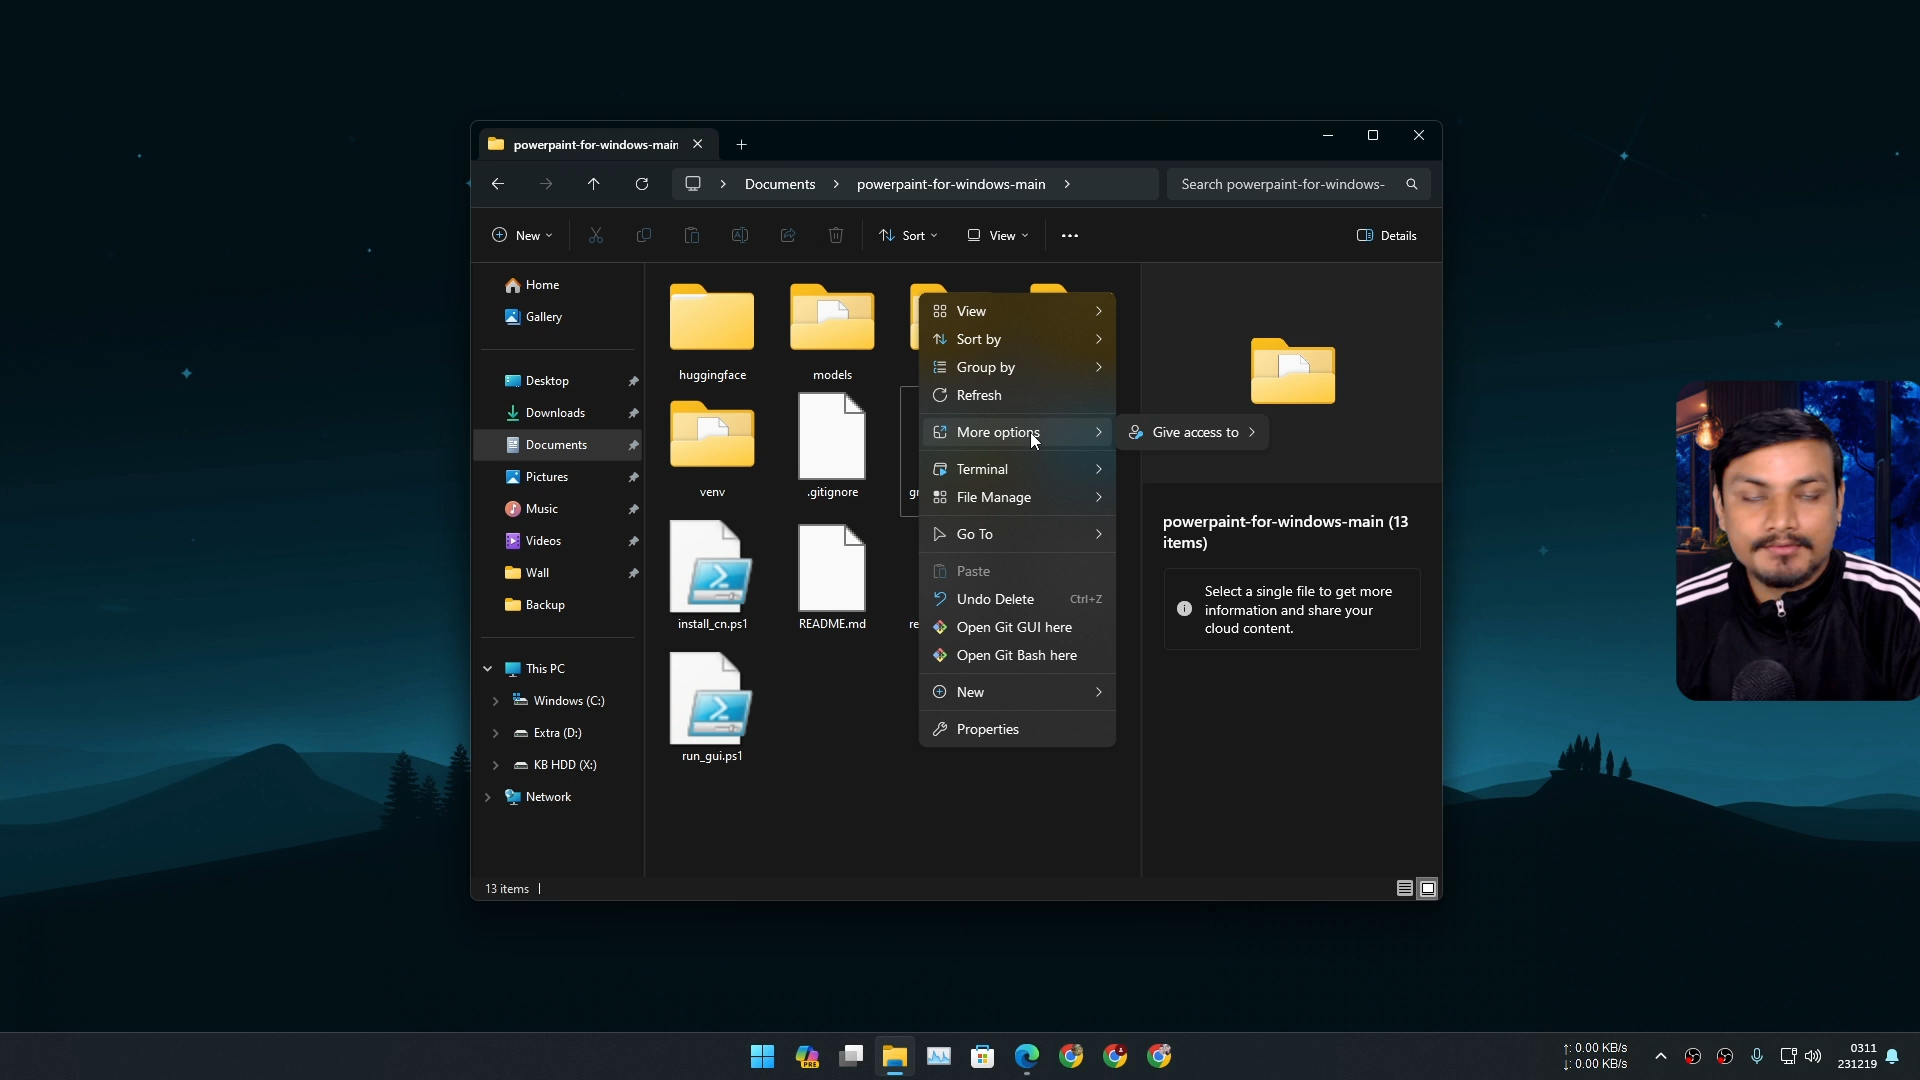 powerpaint-for-windows-main
Documents
powerpaint-for-windows-main
Search powerpaint-for-windows-
New
Sort
View
Details
Home
Gallery
Desktop
Downloads
Documents
Pictures
Music
Videos
Wall
Backup
This PC
Windows (C:)
Extra (D:)
KB HDD (X:)
Network
huggingface
models
venv
.gitignore
gr
install_cn.ps1
README.md
re
run_gui.ps1
View
Sort by
Group by
Refresh
More options
Give access to
Terminal
File Manage
Go To
Paste
Undo Delete Ctrl+Z
Open Git GUI here
Open Git Bash here
New
Properties
powerpaint-for-windows-main (13
items)
Select a single file to get more
information and share your
cloud content.
13 items
PRE
↑: 0.00 KB/s
↓: 0.00 KB/s
0311
231219